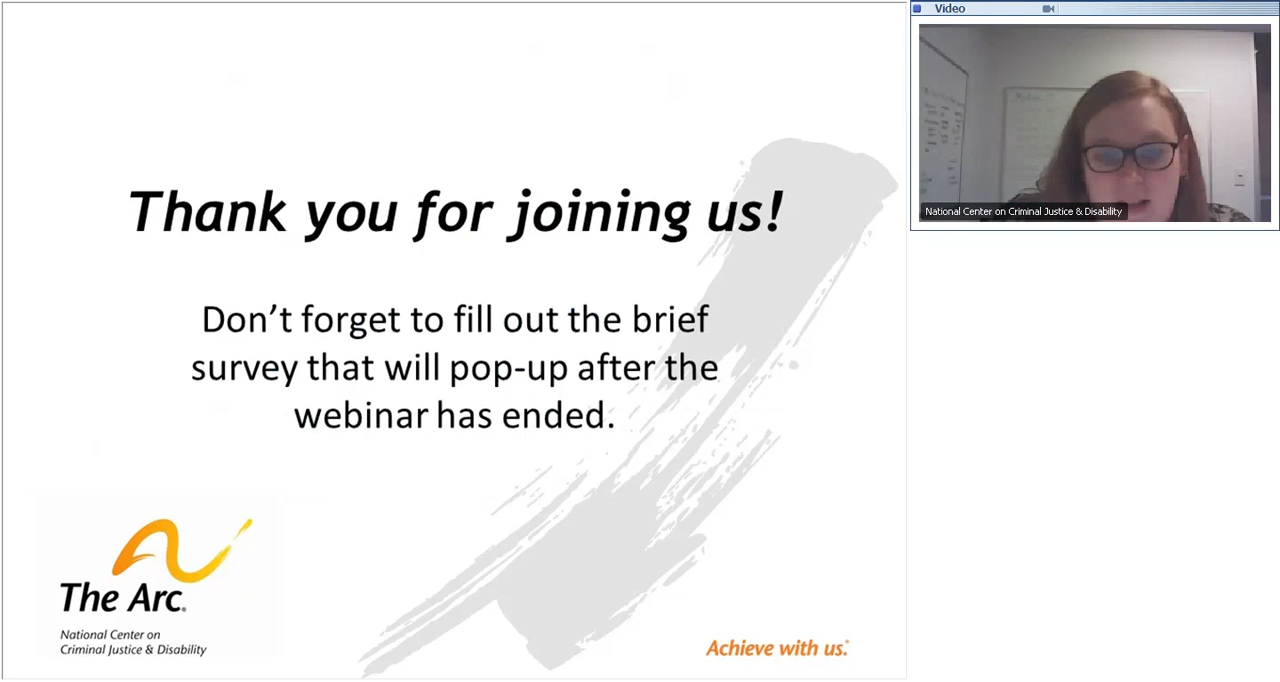 Thank you for joining us!
Don’t forget to fill out the brief
survey that will pop-up after the
webinar has ended.
The Arc®
National Center on
Criminal Justice & Disability
Achieve with us.®
Video
National Center on Criminal Justice & Disability